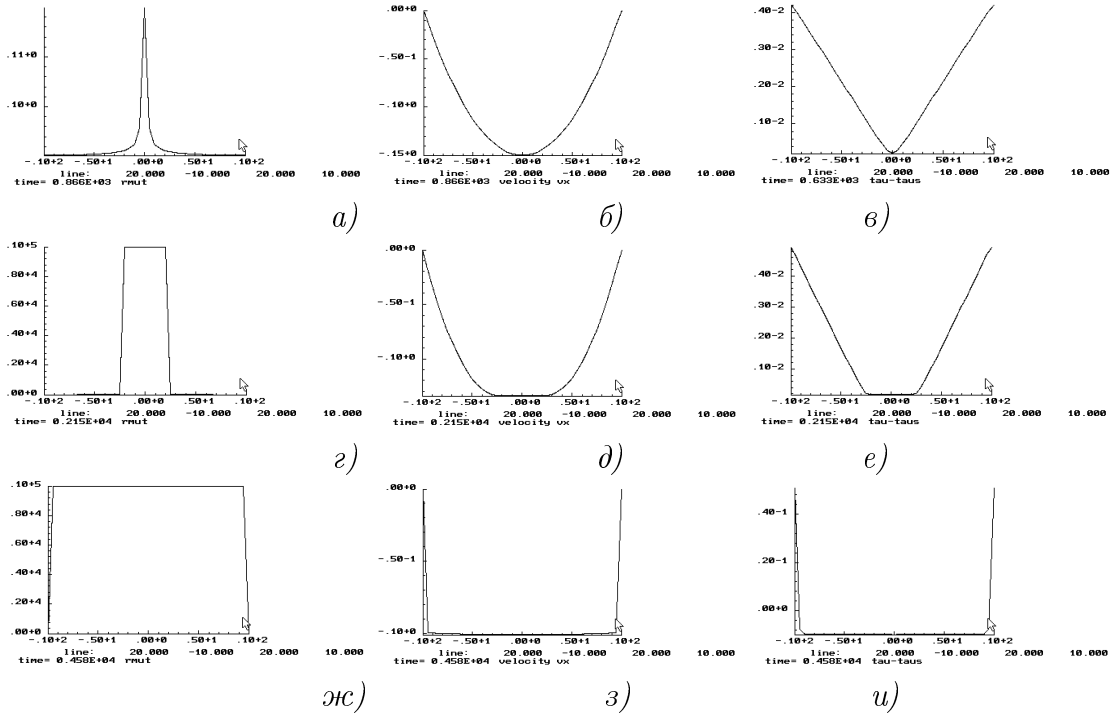 .11+0
.10+0
-.10+2 -.50+1 .00+0 .50+1 .10+2
line: 20.000 -10.000 20.000 10.000
time= 0.866E+03 rmut
а)
.00+0
-.50-1
-.10+0
-.15+0
-.10+2 -.50+1 .00+0 .50+1 .10+2
line: 20.000 -10.000 20.000 10.000
time= 0.866E+03 velocity vx
б)
.40-2
.30-2
.20-2
.10-2
-.10+2 -.50+1 .00+0 .50+1 .10+2
line: 20.000 -10.000 20.000 10.000
time= 0.633E+03 tau-taus
в)
.10+5
.80+4
.60+4
.40+4
.20+4
.00+0
-.10+2 -.50+1 .00+0 .50+1 .10+2
line: 20.000 -10.000 20.000 10.000
time= 0.215E+04 rmut
г)
.00+0
-.50-1
-.10+0
-.10+2 -.50+1 .00+0 .50+1 .10+2
line: 20.000 -10.000 20.000 10.000
time= 0.215E+04 velocity vx
д)
.40-2
.30-2
.20-2
.10-2
-.10+2 -.50+1 .00+0 .50+1 .10+2
line: 20.000 -10.000 20.000 10.000
time= 0.215E+04 tau-taus
е)
.10+5
.80+4
.60+4
.40+4
.20+4
.00+0
-.10+2 -.50+1 .00+0 .50+1 .10+2
line: 20.000 -10.000 20.000 10.000
time= 0.458E+04 rmut
ж)
.00+0
-.50-1
-.10+0
-.10+2 -.50+1 .00+0 .50+1 .10+2
line: 20.000 -10.000 20.000 10.000
time= 0.458E+04 velocity vx
з)
.40-1
.20-1
.00+0
-.10+2 -.50+1 .00+0 .50+1 .10+2
line: 20.000 -10.000 20.000 10.000
time= 0.458E+04 tau-taus
и)